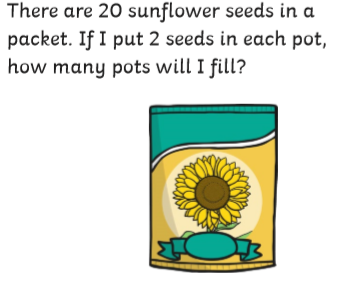 There are 20 sunflower seeds in a
packet. If I put 2 seeds in each pot,
how many pots will I fill?